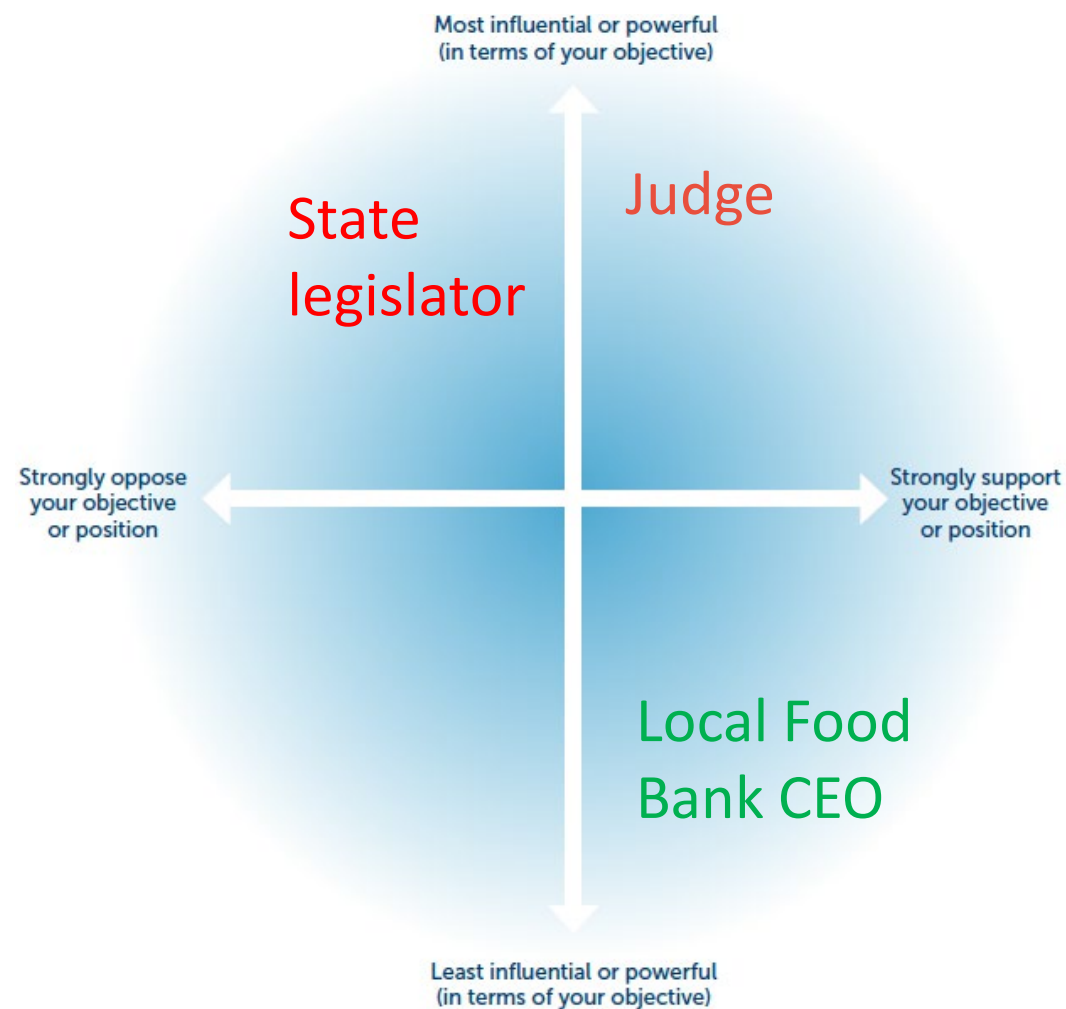 Most influential or powerful
(in terms of your objective)
Judge
State
legislator
Strongly oppose
your objective
or position
Strongly support
your objective
or position
Local Food
Bank CEO
Least influential or powerful
(in terms of your objective)